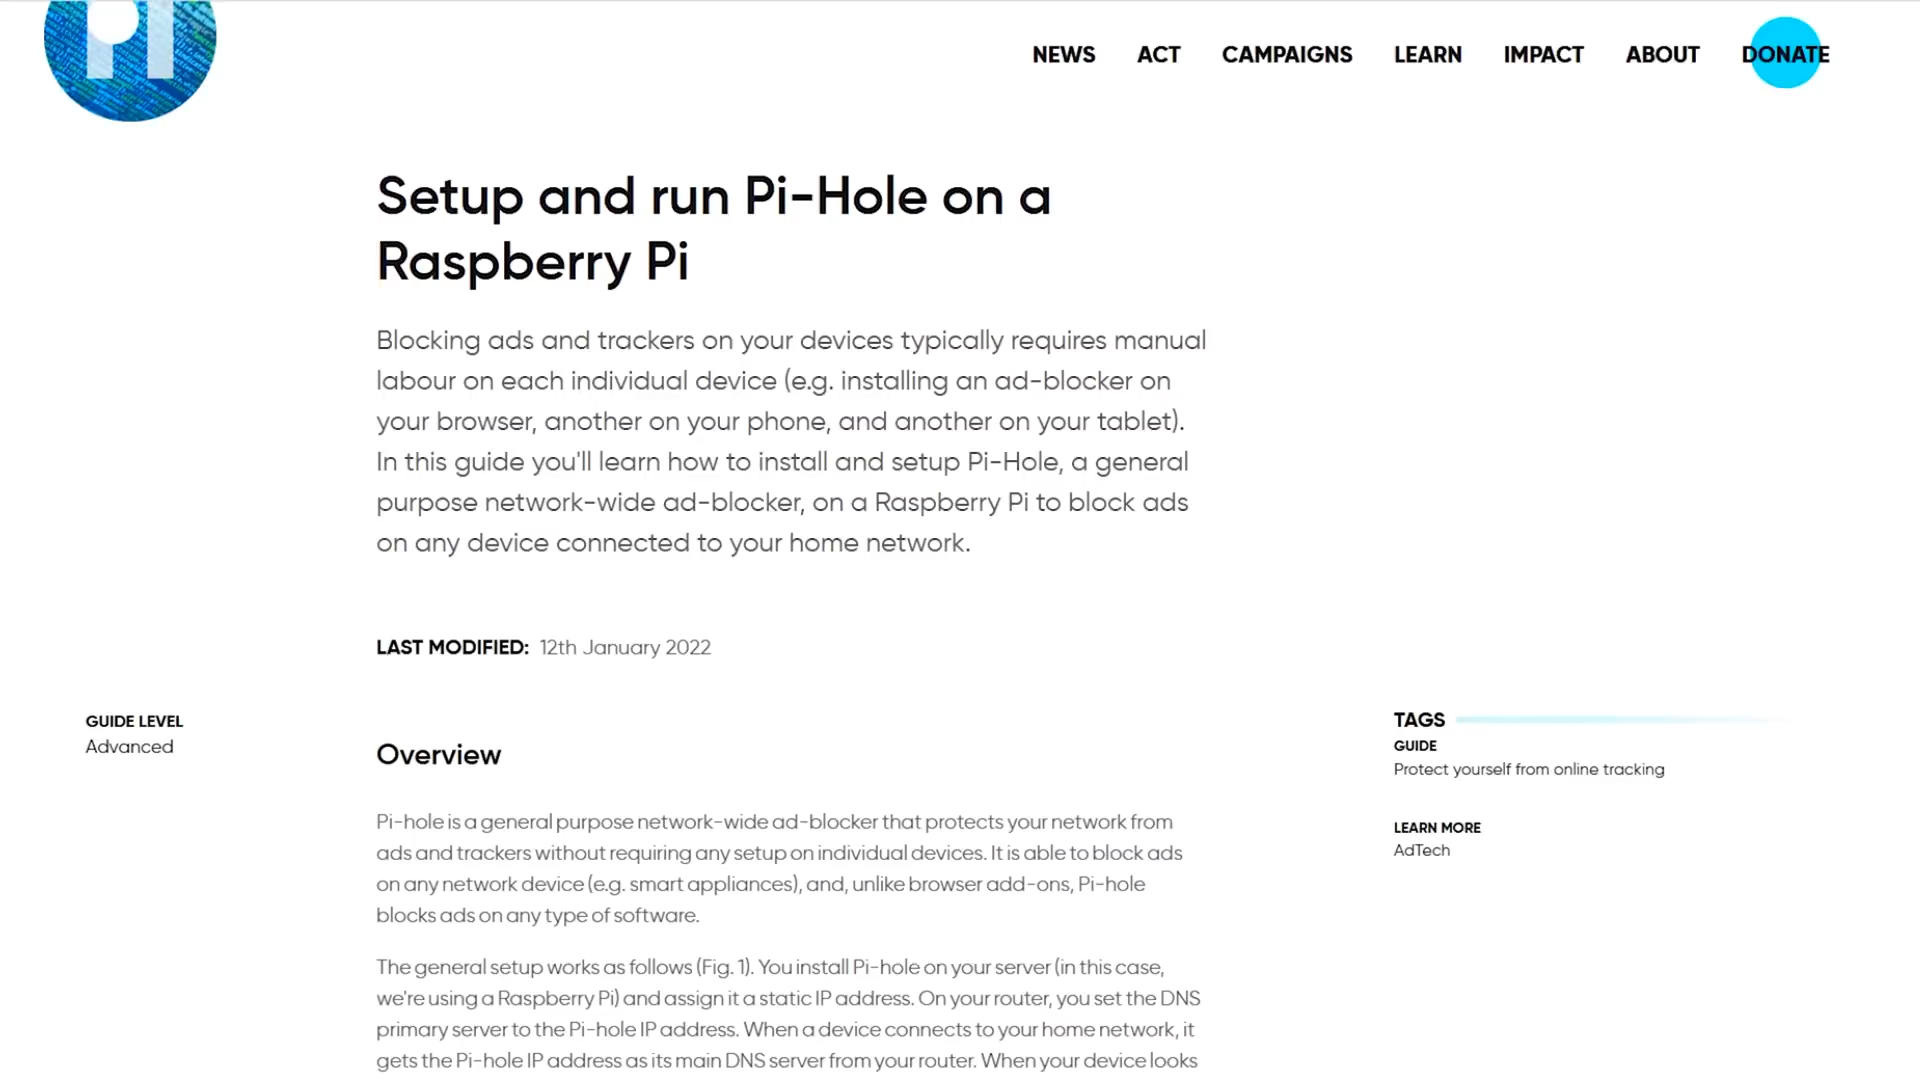 PI
NEWS ACT CAMPAIGNS LEARN IMPACT ABOUT DONATE
Setup and run Pi-Hole on a
Raspberry Pi
Blocking ads and trackers on your devices typically requires manual
labour on each individual device (e.g. installing an ad-blocker on
your browser, another on your phone, and another on your tablet).
In this guide you'll learn how to install and setup Pi-Hole, a general
purpose network-wide ad-blocker, on a Raspberry Pi to block ads
on any device connected to your home network.
LAST MODIFIED: 12th January 2022
GUIDE LEVEL
Advanced
Overview
Pi-hole is a general purpose network-wide ad-blocker that protects your network from
ads and trackers without requiring any setup on individual devices. It is able to block ads
on any network device (e.g. smart appliances), and, unlike browser add-ons, Pi-hole
blocks ads on any type of software.
The general setup works as follows (Fig. 1). You install Pi-hole on your server (in this case,
we're using a Raspberry Pi) and assign it a static IP address. On your router, you set the DNS
primary server to the Pi-hole IP address. When a device connects to your home network, it
gets the Pi-hole IP address as its main DNS server from your router. When your device looks
TAGS
GUIDE
Protect yourself from online tracking
LEARN MORE
AdTech